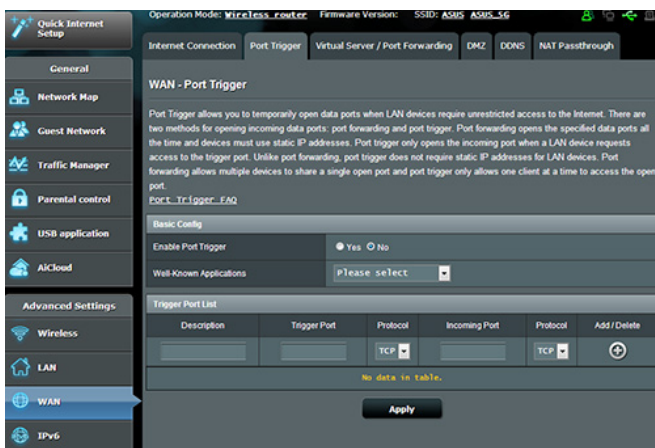 Quick Internet
Setup
General
Network Map
Guest Network
Traffic Manager
Parental control
USB application
AiCloud
Advanced Settings
Wireless
LAN
WAN
IPv6
Operation Mode: Wireless router Firmware Version: SSID: ASUS ASUS_5G
Internet Connection Port Trigger Virtual Server / Port Forwarding DMZ DDNS NAT Passthrough
WAN - Port Trigger
Port Trigger allows you to temporarily open data ports when LAN devices require unrestricted access to the Internet. There are
two methods for opening incoming data ports: port forwarding and port trigger. Port forwarding opens the specified data ports all
the time and devices must use static IP addresses. Port trigger only opens the incoming port when a LAN device requests
access to the trigger port. Unlike port forwarding, port trigger does not require static IP addresses for LAN devices. Port
forwarding allows multiple devices to share a single open port and port trigger only allows one client at a time to access the open
port.
Port Trigger FAQ
Basic Config
Enable Port Trigger Yes No
Well-Known Applications Please select
Trigger Port List
Description Trigger Port Protocol Incoming Port Protocol Add / Delete
TCP TCP
No data in table.
Apply